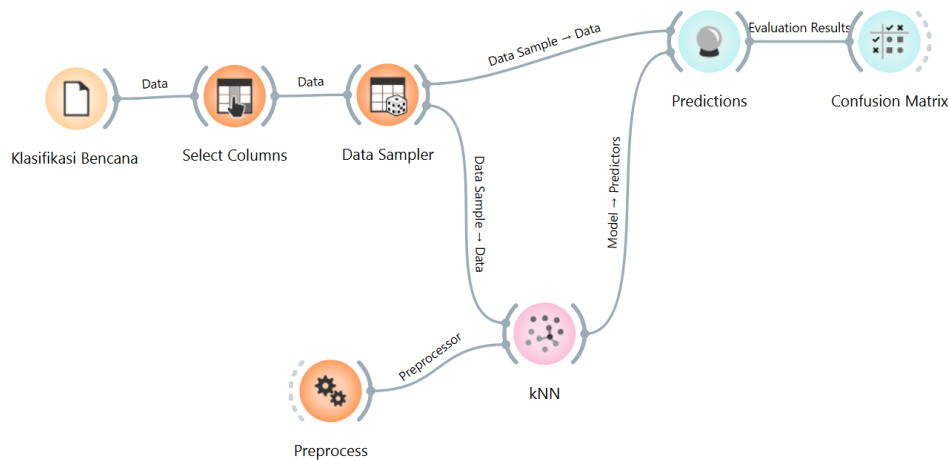 Data
Data
Data Sample → Data
Evaluation Results
Klasifikasi Bencana
Select Columns
Data Sampler
Predictions
Confusion Matrix
Data Sample → Data
Model → Predictors
Preprocessor
kNN
Preprocess